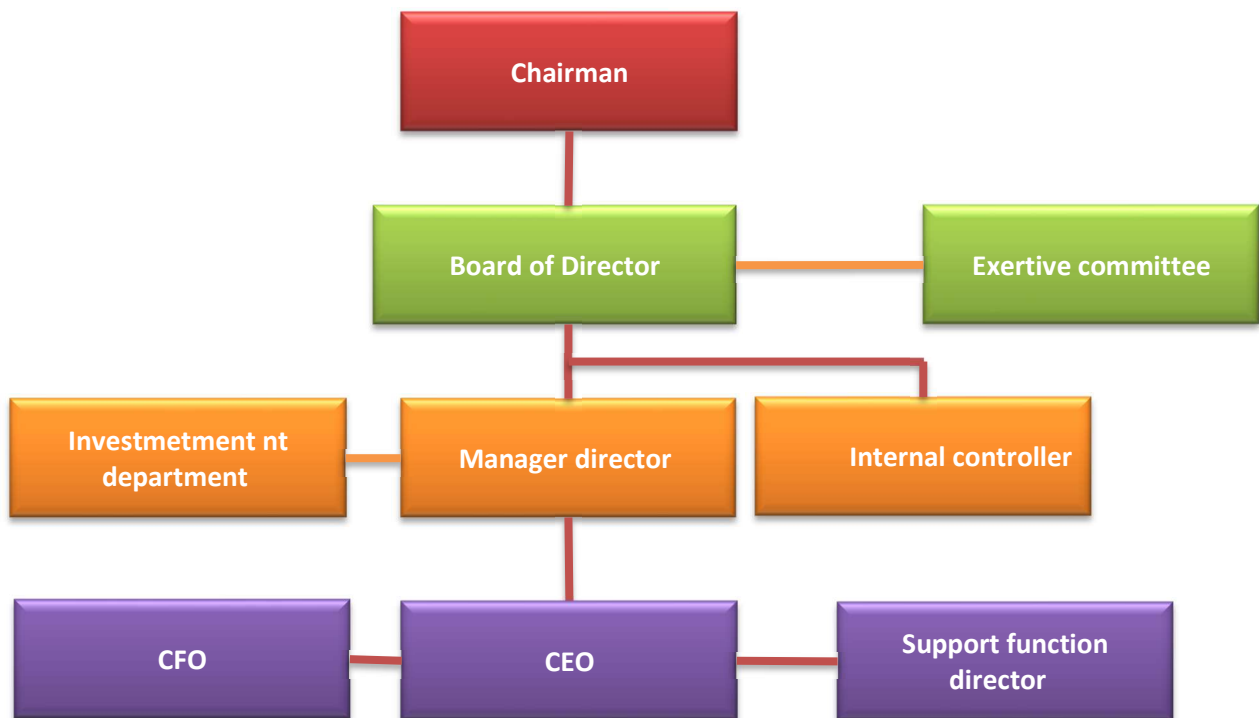 Chairman
Board of Director
Exertive committee
Investmetment nt
department
Manager director
Internal controller
CFO
CEO
Support function
director